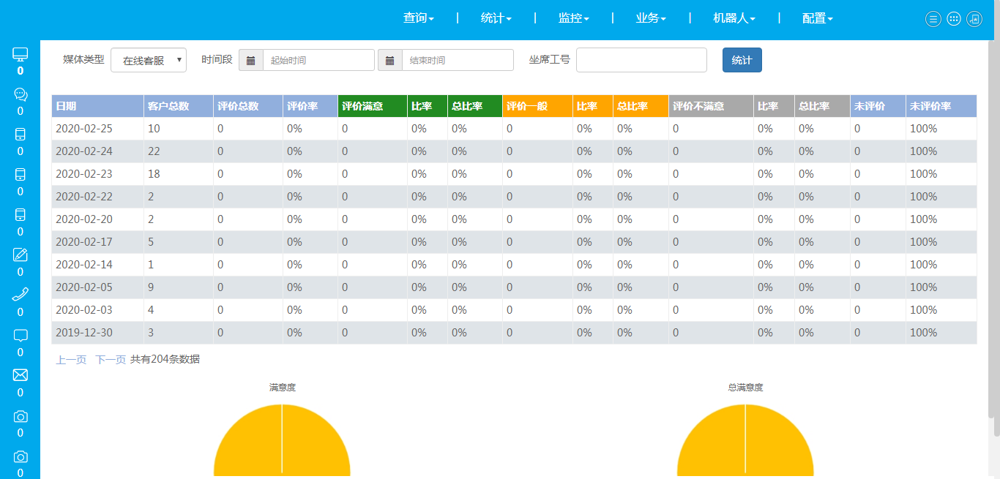 查询 | 统计 | 监控 | 业务 | 机器人 | 配置
0
0
0
0
0
0
0
0
0
0
0
媒体类型 在线客服 时间段 起始时间 结束时间 坐席工号 统计
日期 客户总数 评价总数 评价率 评价满意 比率 总比率 评价一般 比率 总比率 评价不满意 比率 总比率 未评价 未评价率
2020-02-25 10 0 0% 0 0% 0% 0 0% 0% 0 0% 0% 0 100%
2020-02-24 22 0 0% 0 0% 0% 0 0% 0% 0 0% 0% 0 100%
2020-02-23 18 0 0% 0 0% 0% 0 0% 0% 0 0% 0% 0 100%
2020-02-22 2 0 0% 0 0% 0% 0 0% 0% 0 0% 0% 0 100%
2020-02-20 2 0 0% 0 0% 0% 0 0% 0% 0 0% 0% 0 100%
2020-02-17 5 0 0% 0 0% 0% 0 0% 0% 0 0% 0% 0 100%
2020-02-14 1 0 0% 0 0% 0% 0 0% 0% 0 0% 0% 0 100%
2020-02-05 9 0 0% 0 0% 0% 0 0% 0% 0 0% 0% 0 100%
2020-02-03 4 0 0% 0 0% 0% 0 0% 0% 0 0% 0% 0 100%
2019-12-30 3 0 0% 0 0% 0% 0 0% 0% 0 0% 0% 0 100%
上一页 下一页 共有204条数据
满意度 总满意度